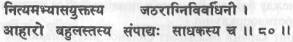 नित्यमभ्यासयुक्तस्य जठराग्निविवर्धिनी ।
आहारो बहुलस्तस्य संपाद्यः साधकस्य च ।। ८० ।।